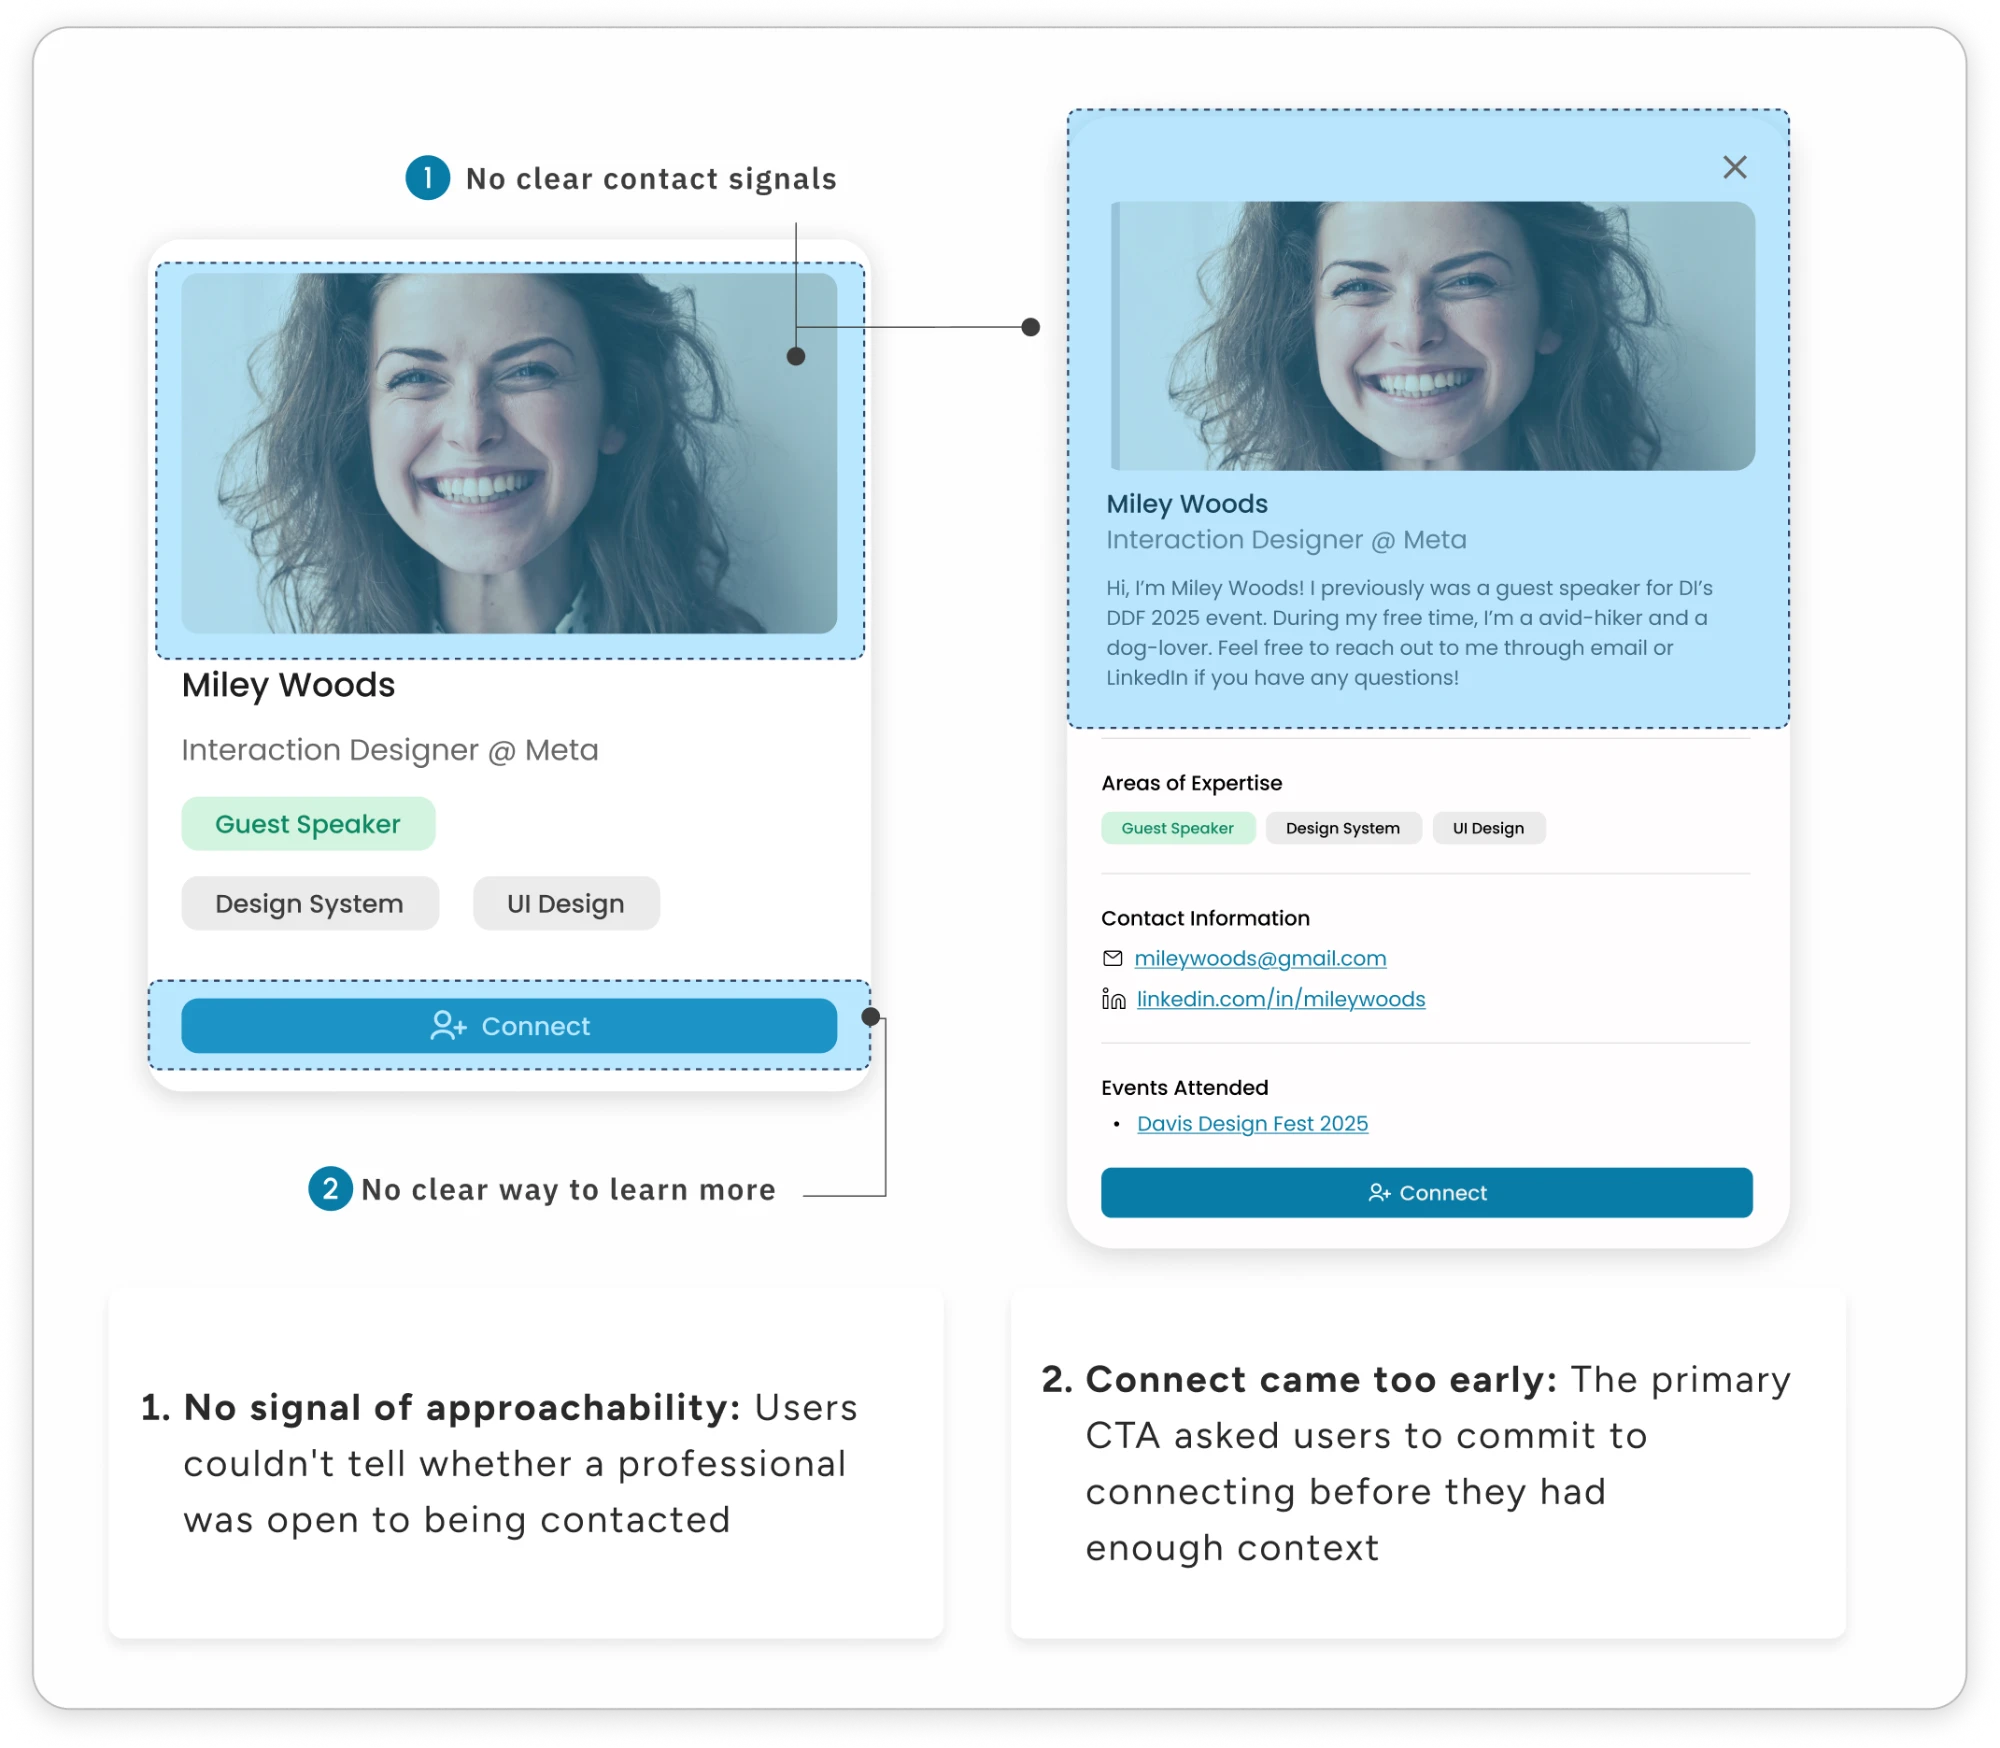 1 No clear contact signals
Miley Woods
Interaction Designer @ Meta
Guest Speaker
Design System UI Design
Connect
2 No clear way to learn more
Miley Woods
Interaction Designer @ Meta
Hi, I'm Miley Woods! I previously was a guest speaker for DI's
DDF 2025 event. During my free time, I'm a avid-hiker and a
dog-lover. Feel free to reach out to me through email or
LinkedIn if you have any questions!
Areas of Expertise
Guest Speaker Design System UI Design
Contact Information
mileywoods@gmail.com
in linkedin.com/in/mileywoods
Events Attended
• Davis Design Fest 2025
Connect
1. No signal of approachability: Users
couldn't tell whether a professional
was open to being contacted
2. Connect came too early: The primary
CTA asked users to commit to
connecting before they had
enough context